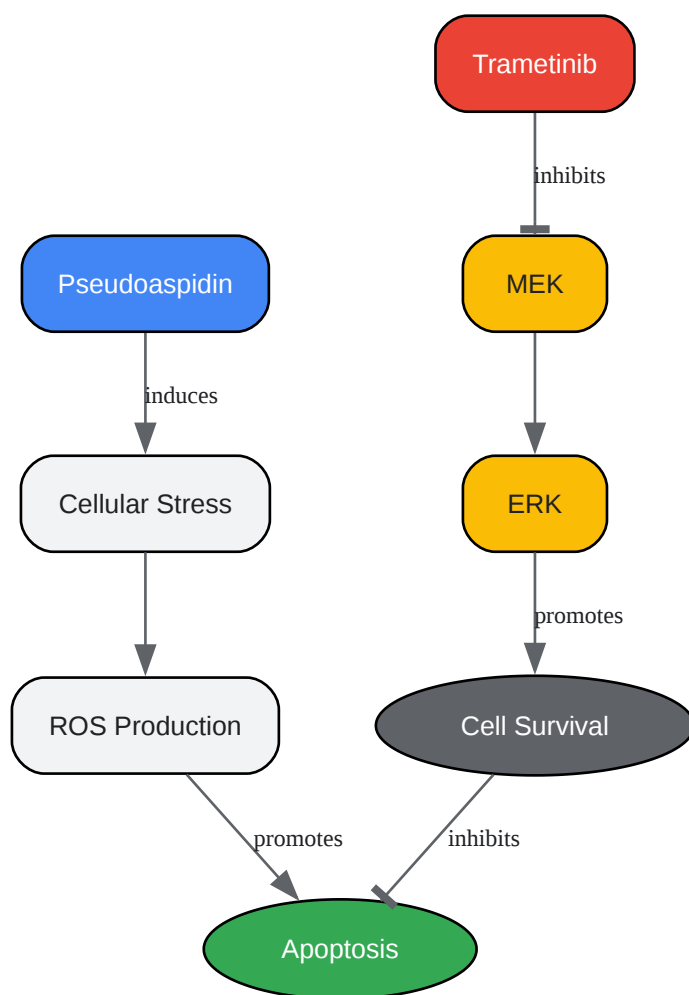 Trametinib
inhibits
Pseudoaspidin
MEK
induces
Cellular Stress
ERK
promotes
ROS Production
Cell Survival
promotes
inhibits
Apoptosis